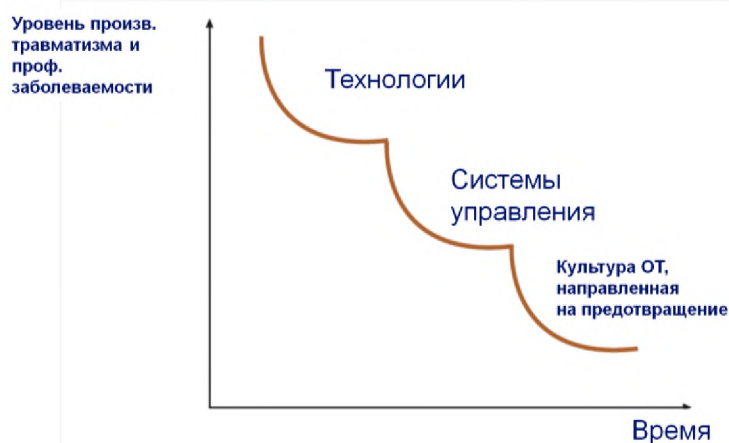 Уровень произв.
травматизма и
проф.
заболеваемости
Технологии
Системы
управления
Культура ОТ,
направленная
на предотвращение
Время